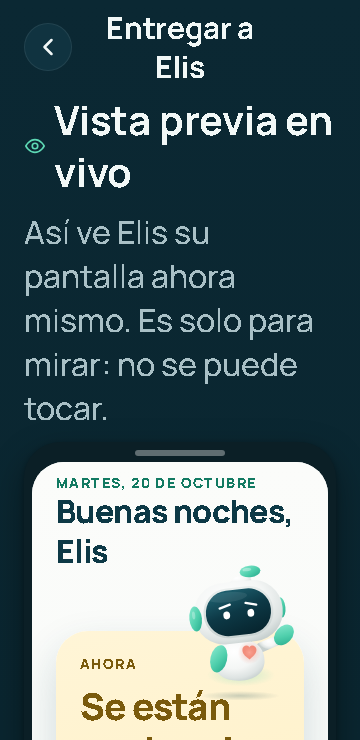 Entregar a
Elis
Vista previa en
vivo
Así ve Elis su
pantalla ahora
mismo. Es solo para
mirar: no se puede
tocar.
MARTES, 20 DE OCTUBRE
Buenas noches,
Elis
AHORA
Se están